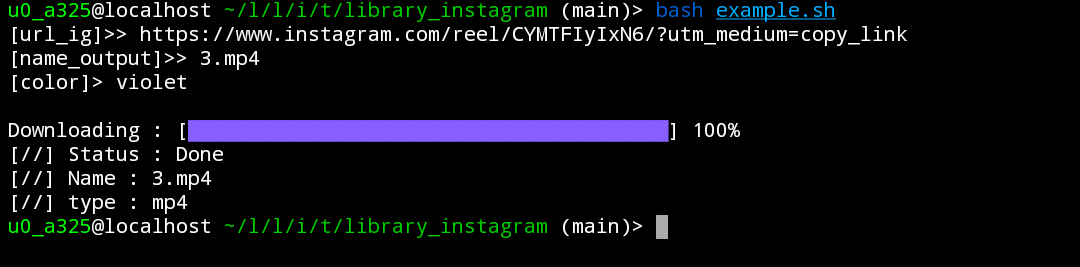 u0_a325@localhost ~/l/l/i/t/library_instagram (main)> bash example.sh
[url_ig]>> https://www.instagram.com/reel/CYMTFIyIxN6/?utm_medium=copy_link
[name_output]>> 3.mp4
[color]> violet
Downloading : [] 100%
[//] Status : Done
[//] Name : 3.mp4
[//] type : mp4
u0_a325@localhost ~/l/l/i/t/library_instagram (main)>